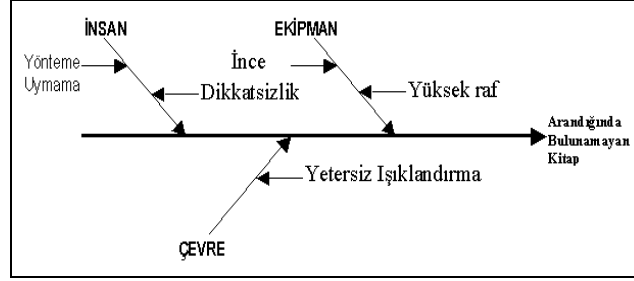 İNSAN
EKİPMAN
Yönteme
Uymama
İnce
Dikkatsizlik
Yüksek raf
Arandığında
Bulunamayan
Kitap
Yetersiz Işıklandırma
ÇEVRE